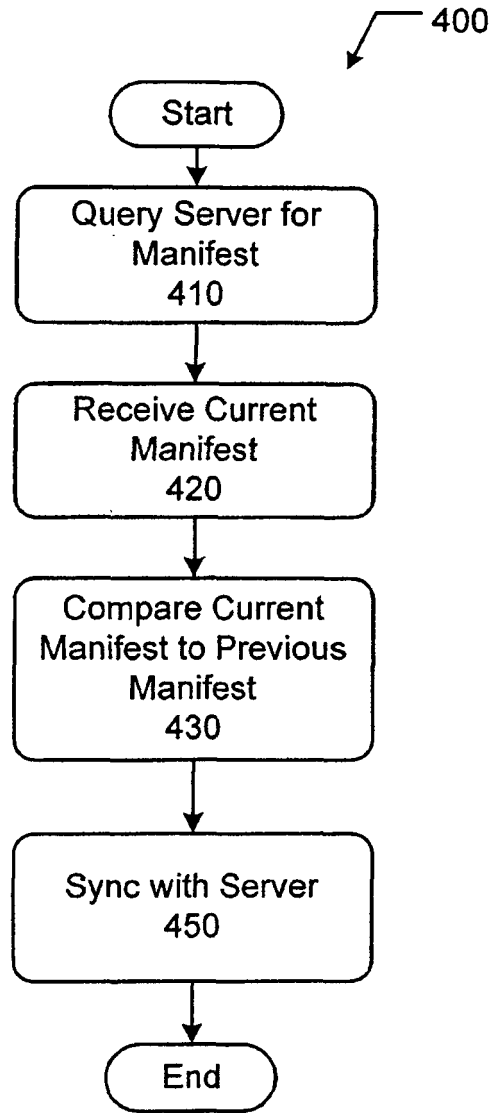 400
Start
Query Server for
Manifest
410
Receive Current
Manifest
420
Compare Current
Manifest to Previous
Manifest
430
Sync with Server
450
End